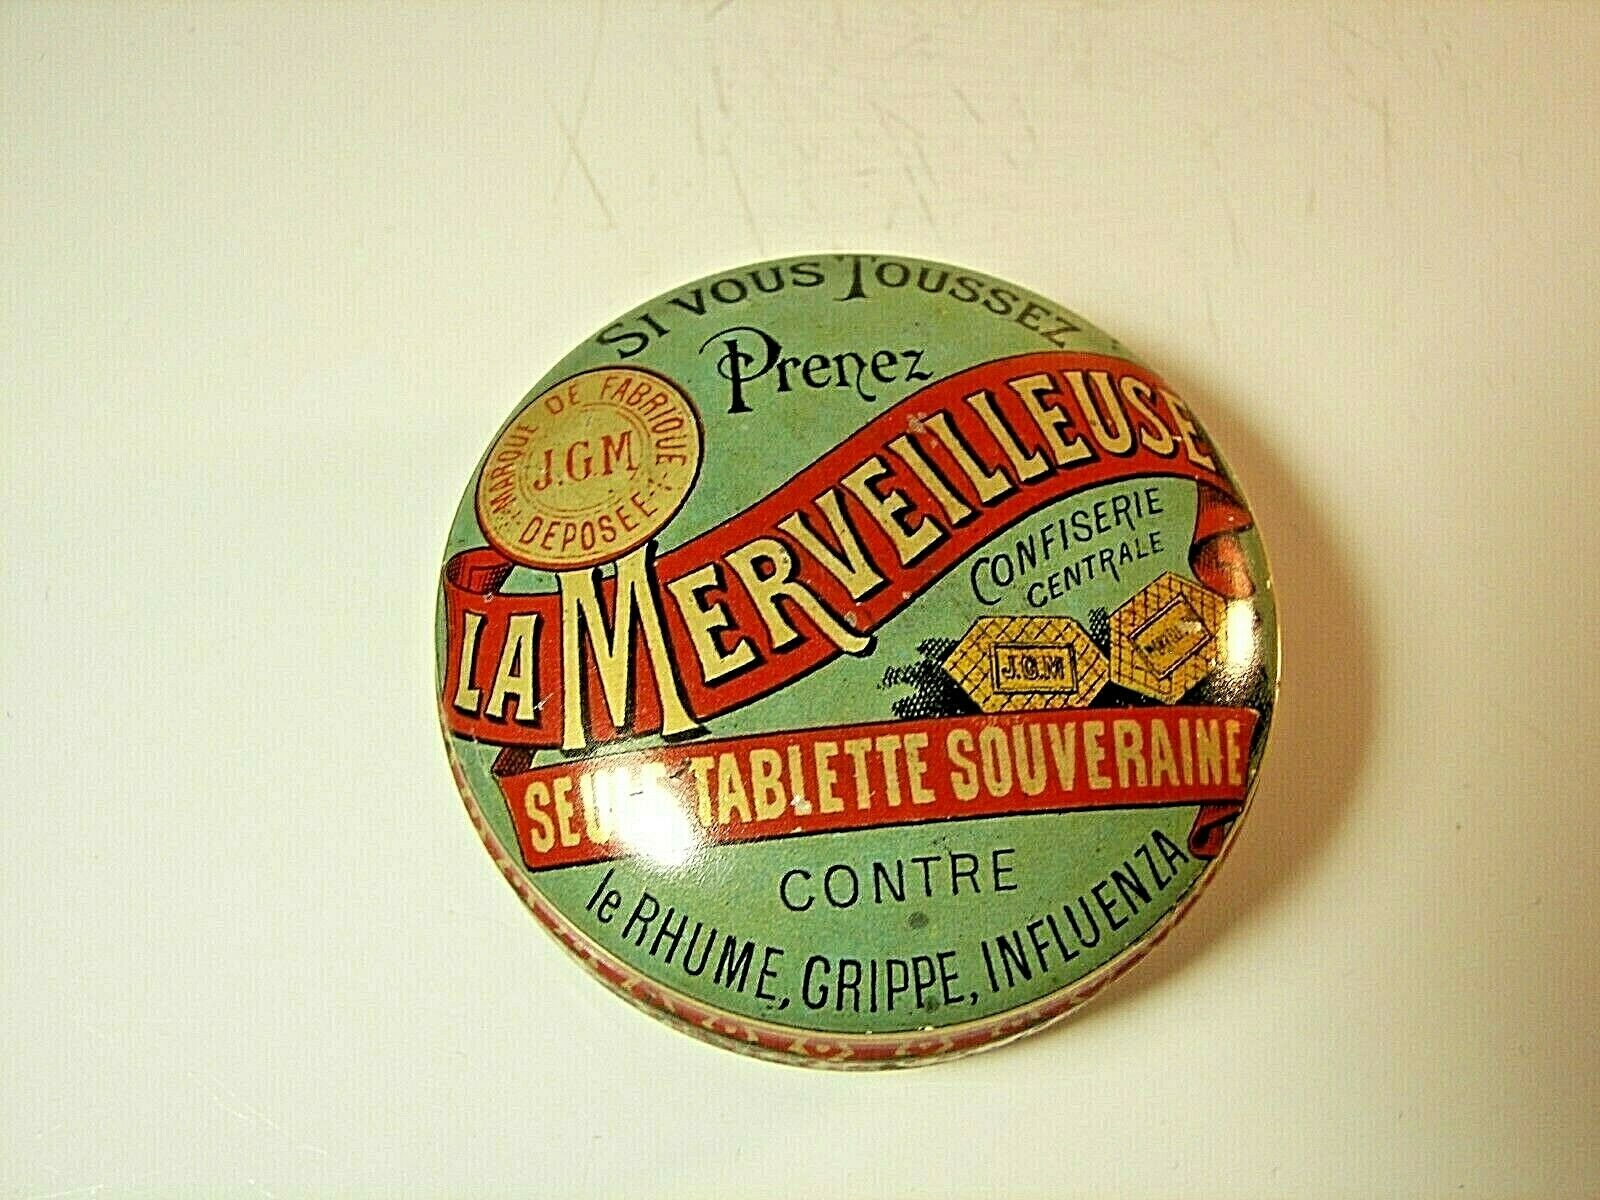 SI VOUS TOUSSEZ
Prenez
MARQUE DE FABRIQUE
J.G.M
DEPOSEE
LA MERVEILLEUSE
CONFISERIE
CENTRALE
J.G.M
SEULE TABLETTE SOUVERAINE
CONTRE
le RHUME, GRIPPE, INFLUENZA